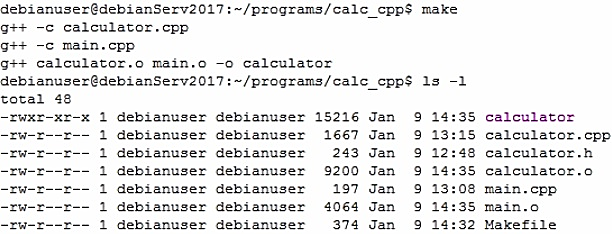 debianuser@debianServ2017:~/programs/calc_cpp$ make
g++ -c calculator.cpp
g++ -c main.cpp
g++ calculator.o main.o -o calculator
debianuser@debianServ2017:~/programs/calc_cpp$ ls -l
total 48
-rwxr-xr-x 1 debianuser debianuser 15216 Jan  9 14:35 calculator
-rw-r--r-- 1 debianuser debianuser  1667 Jan  9 13:15 calculator.cpp
-rw-r--r-- 1 debianuser debianuser   243 Jan  9 12:48 calculator.h
-rw-r--r-- 1 debianuser debianuser  9200 Jan  9 14:35 calculator.o
-rw-r--r-- 1 debianuser debianuser   197 Jan  9 13:08 main.cpp
-rw-r--r-- 1 debianuser debianuser  4064 Jan  9 14:35 main.o
-rw-r--r-- 1 debianuser debianuser   374 Jan  9 14:32 Makefile